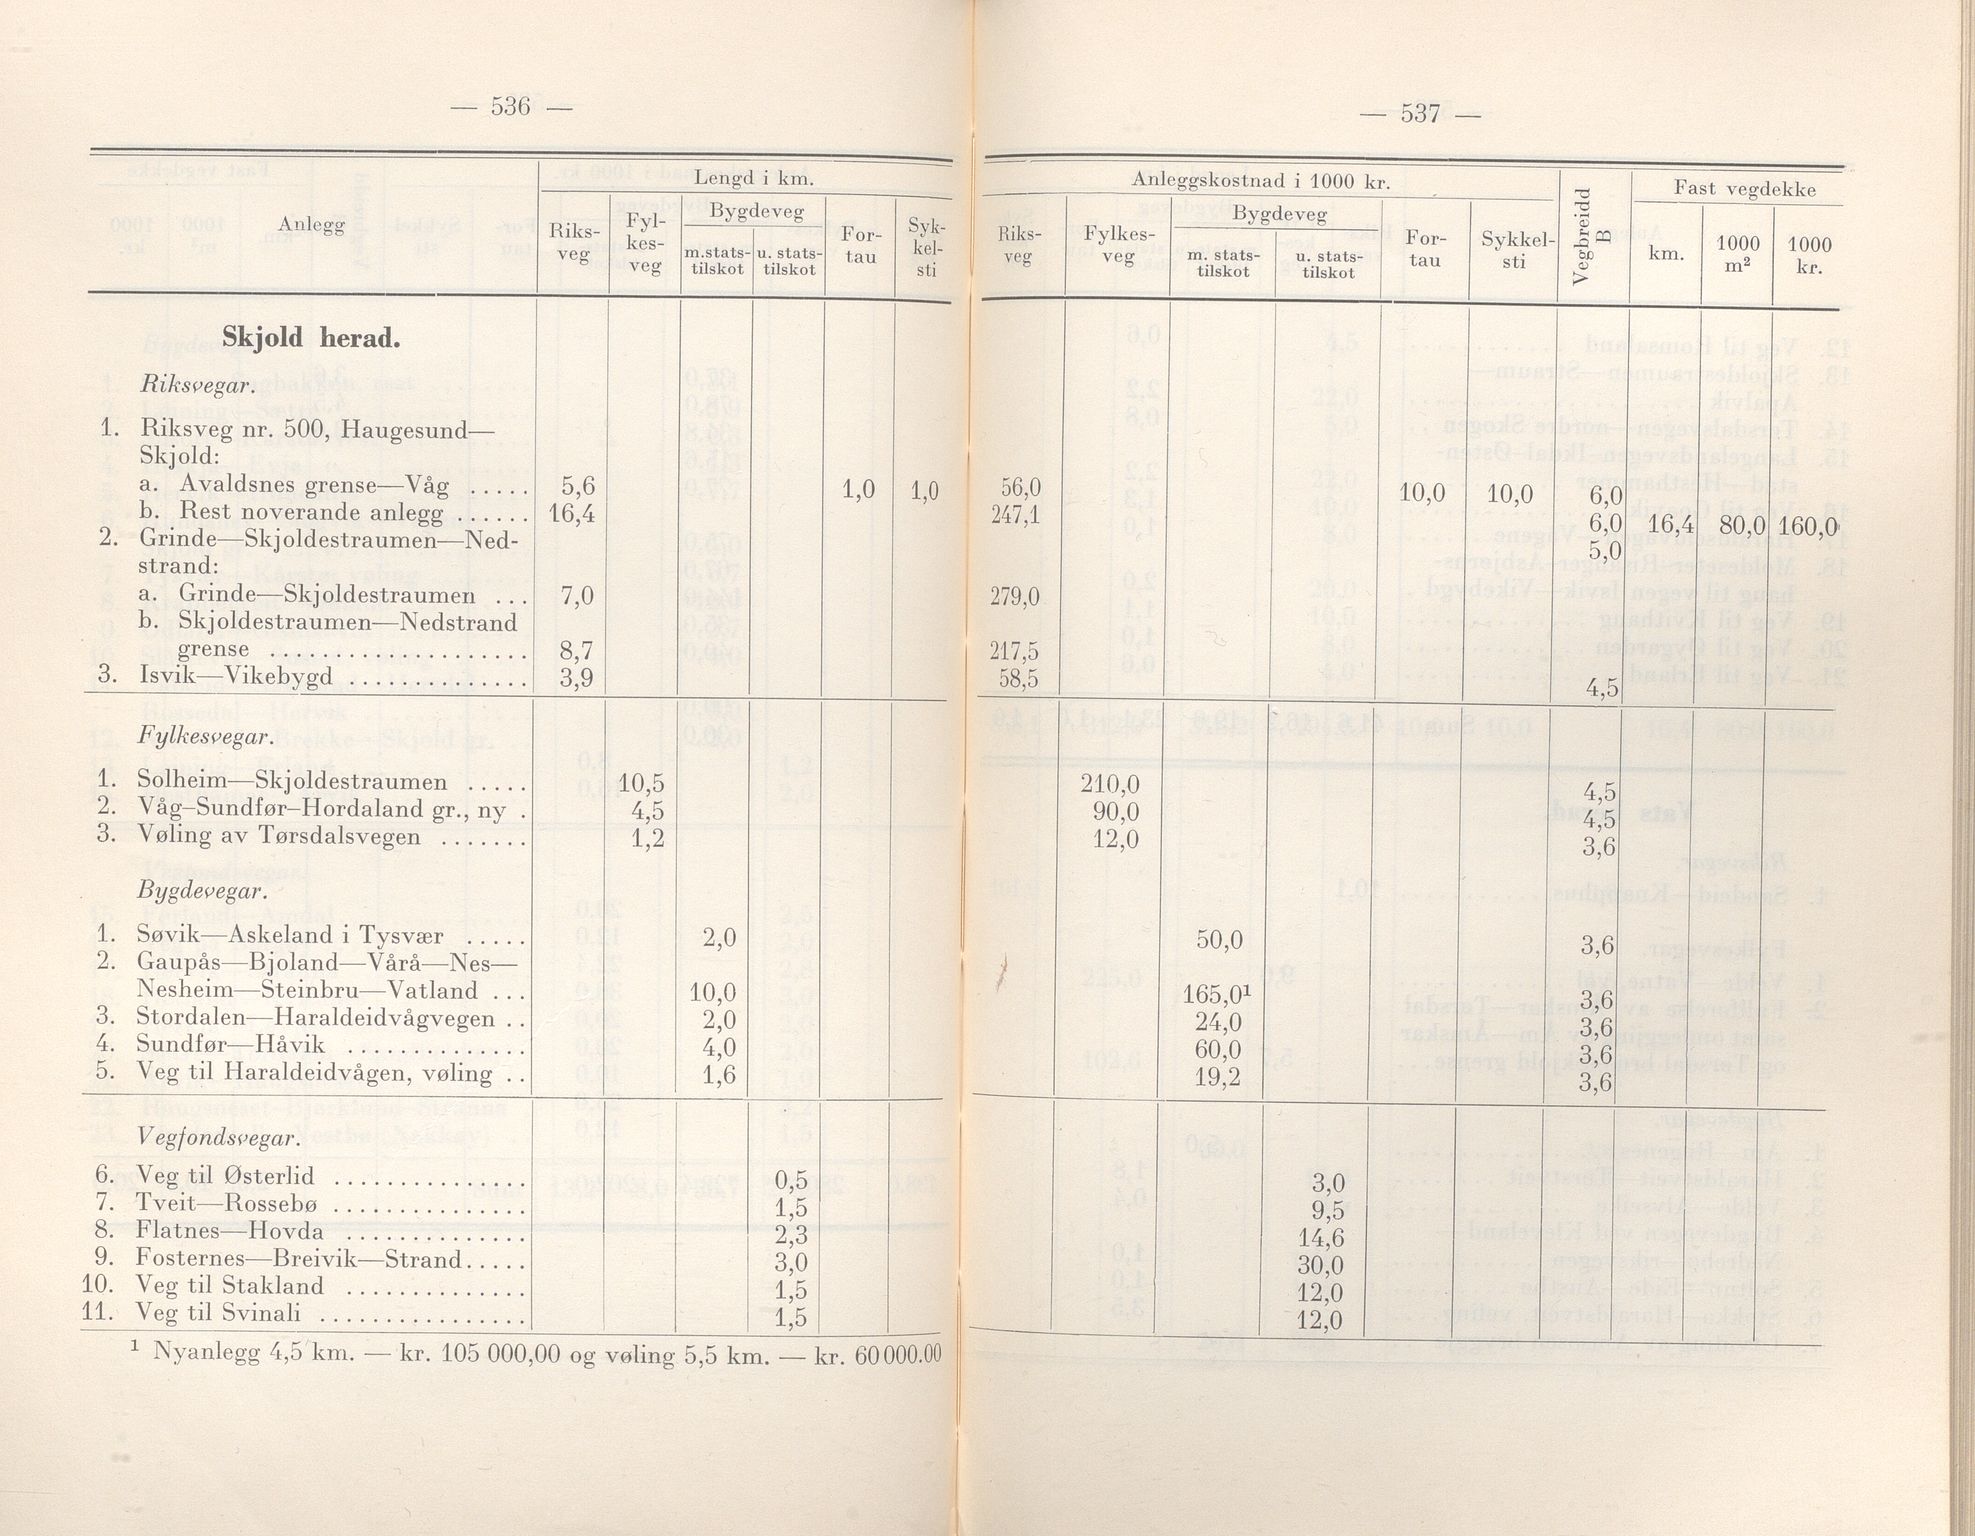 — 536 —
Anlegg
Lengd i km.
Riks-
veg
Fyl-
kes-
veg
Bygdeveg
m.stats-
tilskot
u. stats-
tilskot
For-
tau
Syk-
kel-
sti
Skjold herad.
Riksvegar.
1. Riksveg nr. 500, Haugesund—
Skjold:
a. Avaldsnes grense—Våg ..... 5,6 1,0 1,0
b. Rest noverande anlegg ...... 16,4
2. Grinde—Skjoldestraumen—Ned-
strand:
a. Grinde—Skjoldestraumen ... 7,0
b. Skjoldestraumen—Nedstrand
grense .................... 8,7
3. Isvik—Vikebygd .............. 3,9
Fylkesvegar.
1. Solheim—Skjoldestraumen ..... 10,5
2. Våg–Sundfør–Hordaland gr., ny . 4,5
3. Vøling av Tørsdalsvegen ....... 1,2
Bygdevegar.
1. Søvik—Askeland i Tysvær ..... 2,0
2. Gaupås—Bjoland—Vårå—Nes—
Nesheim—Steinbru—Vatland ... 10,0
3. Stordalen—Haraldeidvågvegen .. 2,0
4. Sundfør—Håvik .............. 4,0
5. Veg til Haraldeidvågen, vøling .. 1,6
Vegfondsvegar.
6. Veg til Østerlid ............... 0,5
7. Tveit—Rossebø ............... 1,5
8. Flatnes—Hovda .............. 2,3
9. Fosternes—Breivik—Strand..... 3,0
10. Veg til Stakland .............. 1,5
11. Veg til Svinali ................ 1,5
¹ Nyanlegg 4,5 km. — kr. 105 000,00 og vøling 5,5 km. — kr. 60 000.00
— 537 —
Anleggskostnad i 1000 kr.
Riks-
veg
Fylkes-
veg
Bygdeveg
m. stats-
tilskot
u. stats-
tilskot
For-
tau
Sykkel-
sti
Vegbreidd
B
Fast vegdekke
km.
1000
m²
1000
kr.
56,0 10,0 10,0 6,0
247,1 6,0 16,4 80,0 160,0
5,0
279,0
217,5
58,5 4,5
210,0 4,5
90,0 4,5
12,0 3,6
50,0 3,6
165,0¹ 3,6
24,0 3,6
60,0 3,6
19,2 3,6
3,0
9,5
14,6
30,0
12,0
12,0